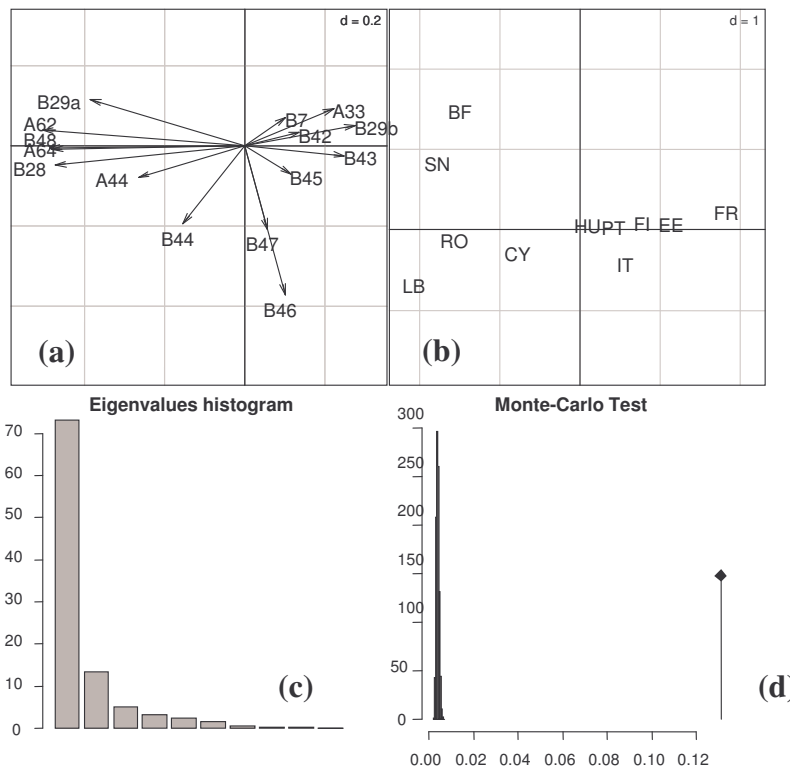 d = 0.2
B29a
A62
B48
A64
B28
A44
B44
B7
A33
B42
B29b
B43
B45
B47
B46
(a)
d = 1
BF
SN
RO
LB
CY
HU
PT
FI
EE
FR
IT
(b)
Eigenvalues histogram
70
60
50
40
30
20
10
0
(c)
Monte-Carlo Test
300
250
200
150
100
50
0
0.00 0.02 0.04 0.06 0.08 0.10 0.12
(d)